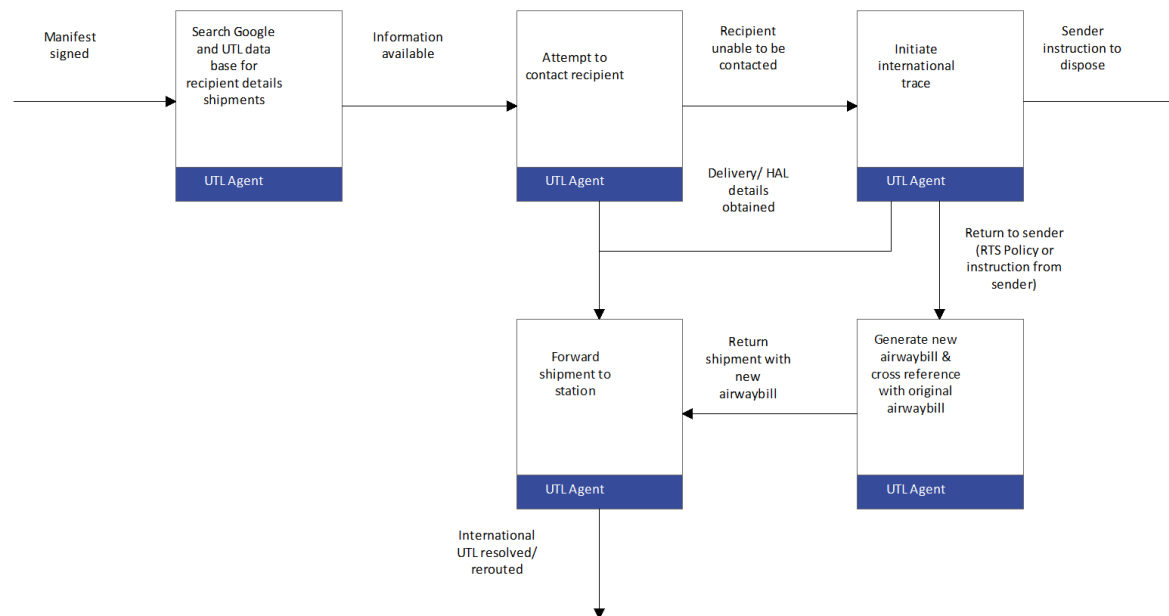 Manifest
signed
Search Google
and UTL data
base for
recipient details
shipments
UTL Agent
Information
available
Attempt to
contact recipient
UTL Agent
Recipient
unable to be
contacted
Initiate
international
trace
UTL Agent
Sender
instruction to
dispose
Delivery/ HAL
details
obtained
Return to sender
(RTS Policy or
instruction from
sender)
Forward
shipment to
station
UTL Agent
Return
shipment with
new
airwaybill
Generate new
airwaybill &
cross reference
with original
airwaybill
UTL Agent
International
UTL resolved/
rerouted